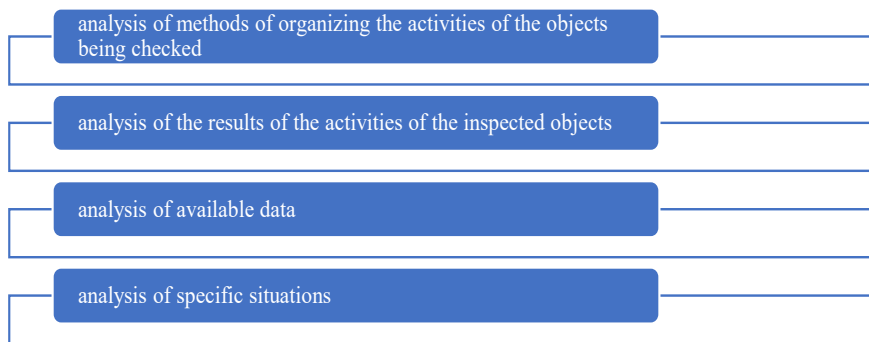 analysis of methods of organizing the activities of the objects
being checked
analysis of the results of the activities of the inspected objects
analysis of available data
analysis of specific situations